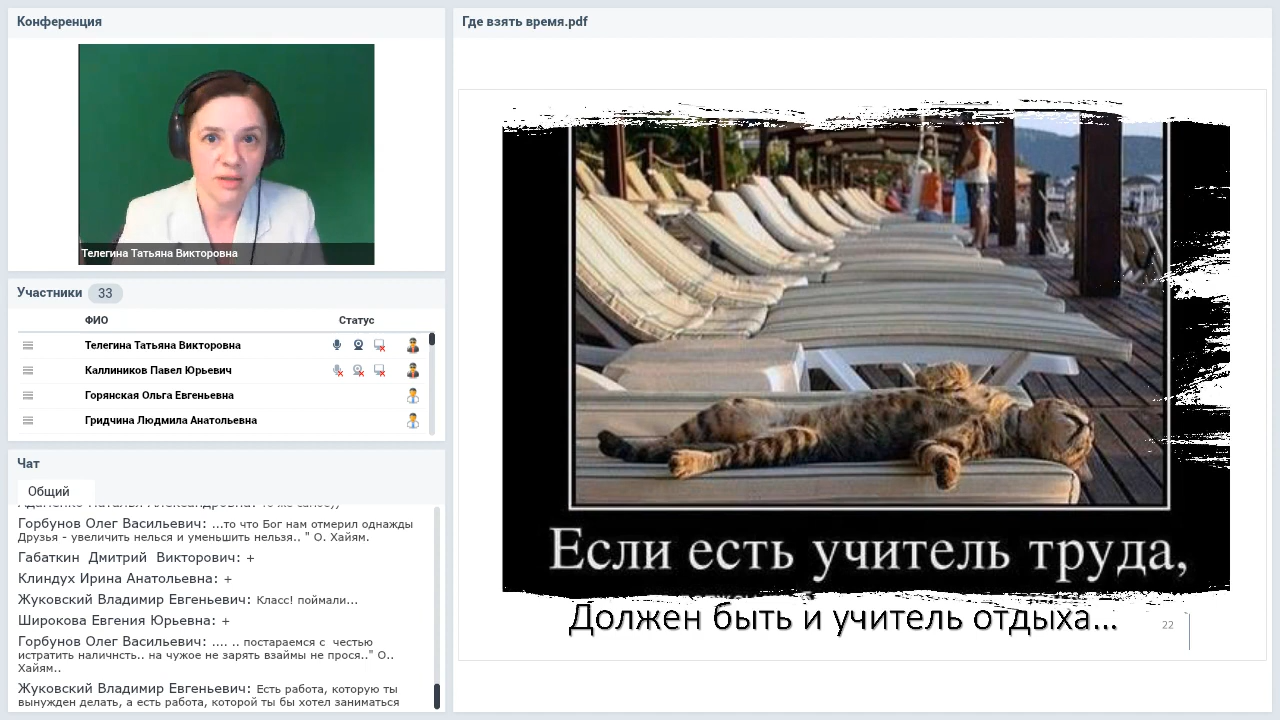 Конференция
Телегина Татьяна Викторовна
Участники 33
ФИО Статус
Телегина Татьяна Викторовна
Каллиников Павел Юрьевич
Горянская Ольга Евгеньевна
Гридчина Людмила Анатольевна
Чат
Общий
Горбунов Олег Васильевич: ...то что Бог нам отмерил однажды
Друзья - увеличить нелься и уменьшить нельзя.. " О. Хайям.
Габаткин Дмитрий Викторович: +
Клиндух Ирина Анатольевна: +
Жуковский Владимир Евгеньевич: Класс! поймали...
Широкова Евгения Юрьевна: +
Горбунов Олег Васильевич: .... .. постараемся с честью
истратить наличнсть.. на чужое не зарять взаймы не прося.." О..
Хайям..
Жуковский Владимир Евгеньевич: Есть работа, которую ты
вынужден делать, а есть работа, которой ты бы хотел заниматься
Где взять время.pdf
Если есть учитель труда,
Должен быть и учитель отдыха...
22